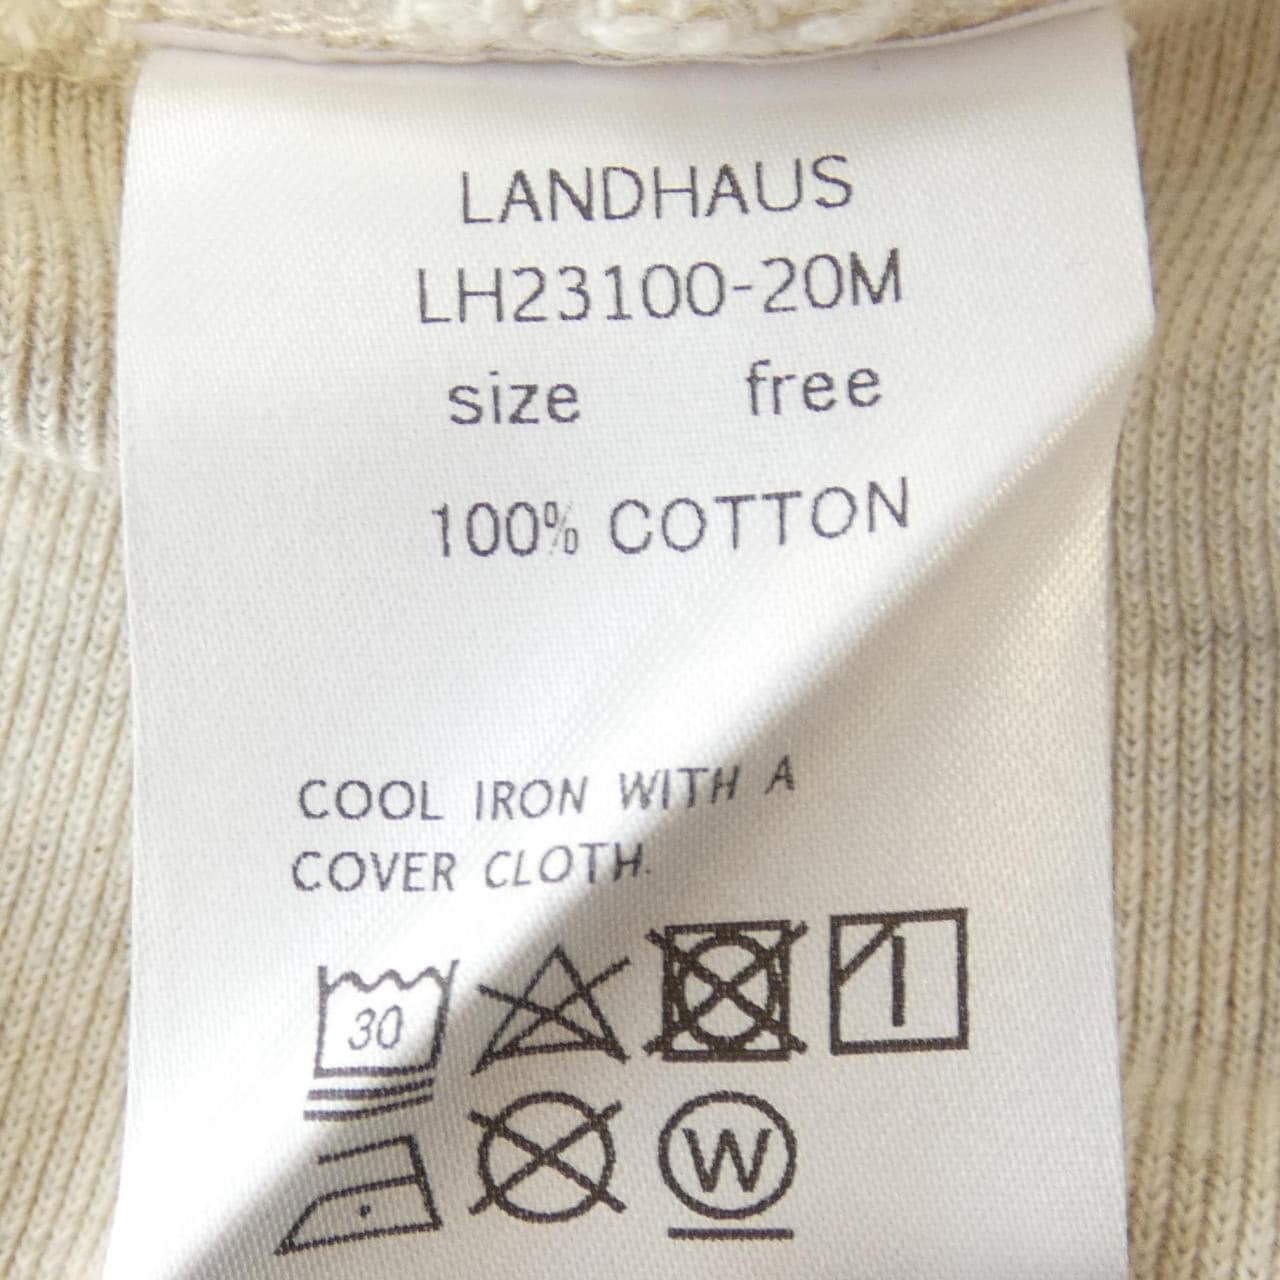 LANDHAUS
LH23100-20M
size free
100% COTTON
COOL IRON WITH A
COVER CLOTH.
30
W